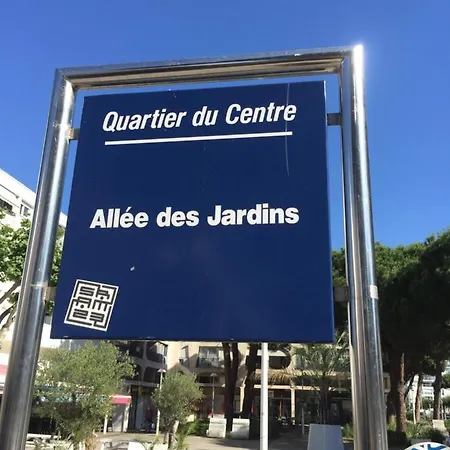 Quartier du Centre
Allée des Jardins